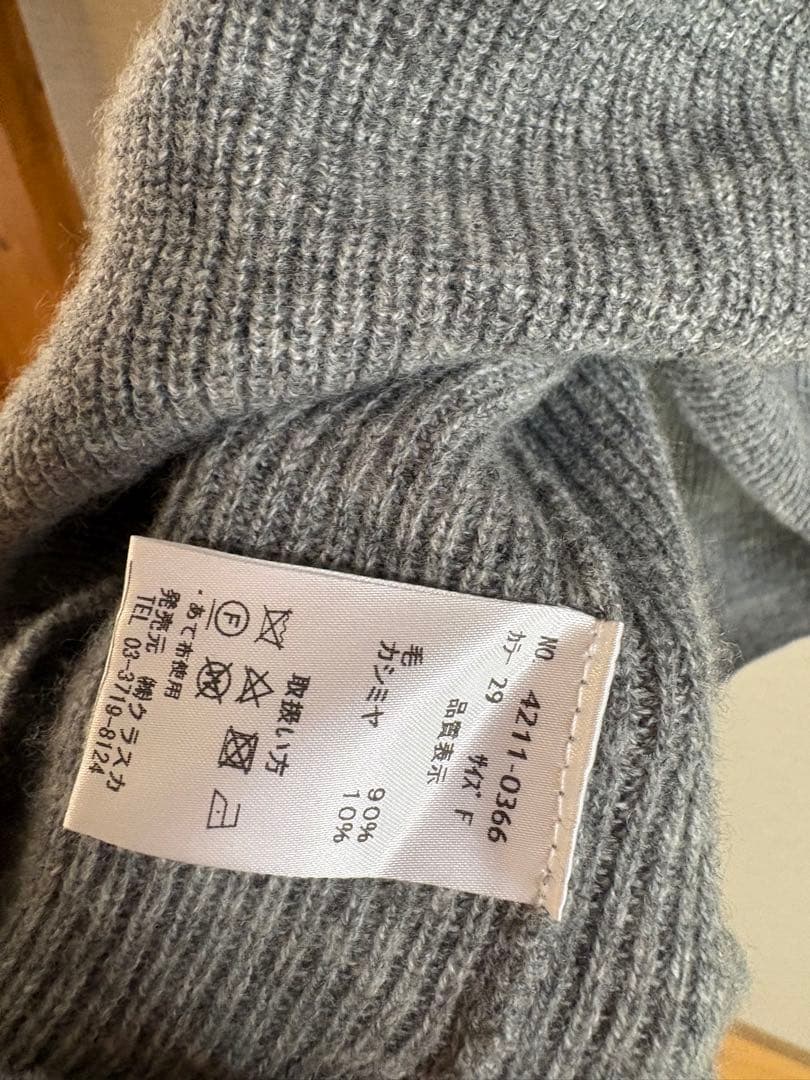 NO. 4211-0366
カラー 29 サイズ F
品質表示
毛 90%
カシミヤ 10%
取扱い方
・あて布使用
発売元 ㈱クラスカ
TEL 03-3719-8124